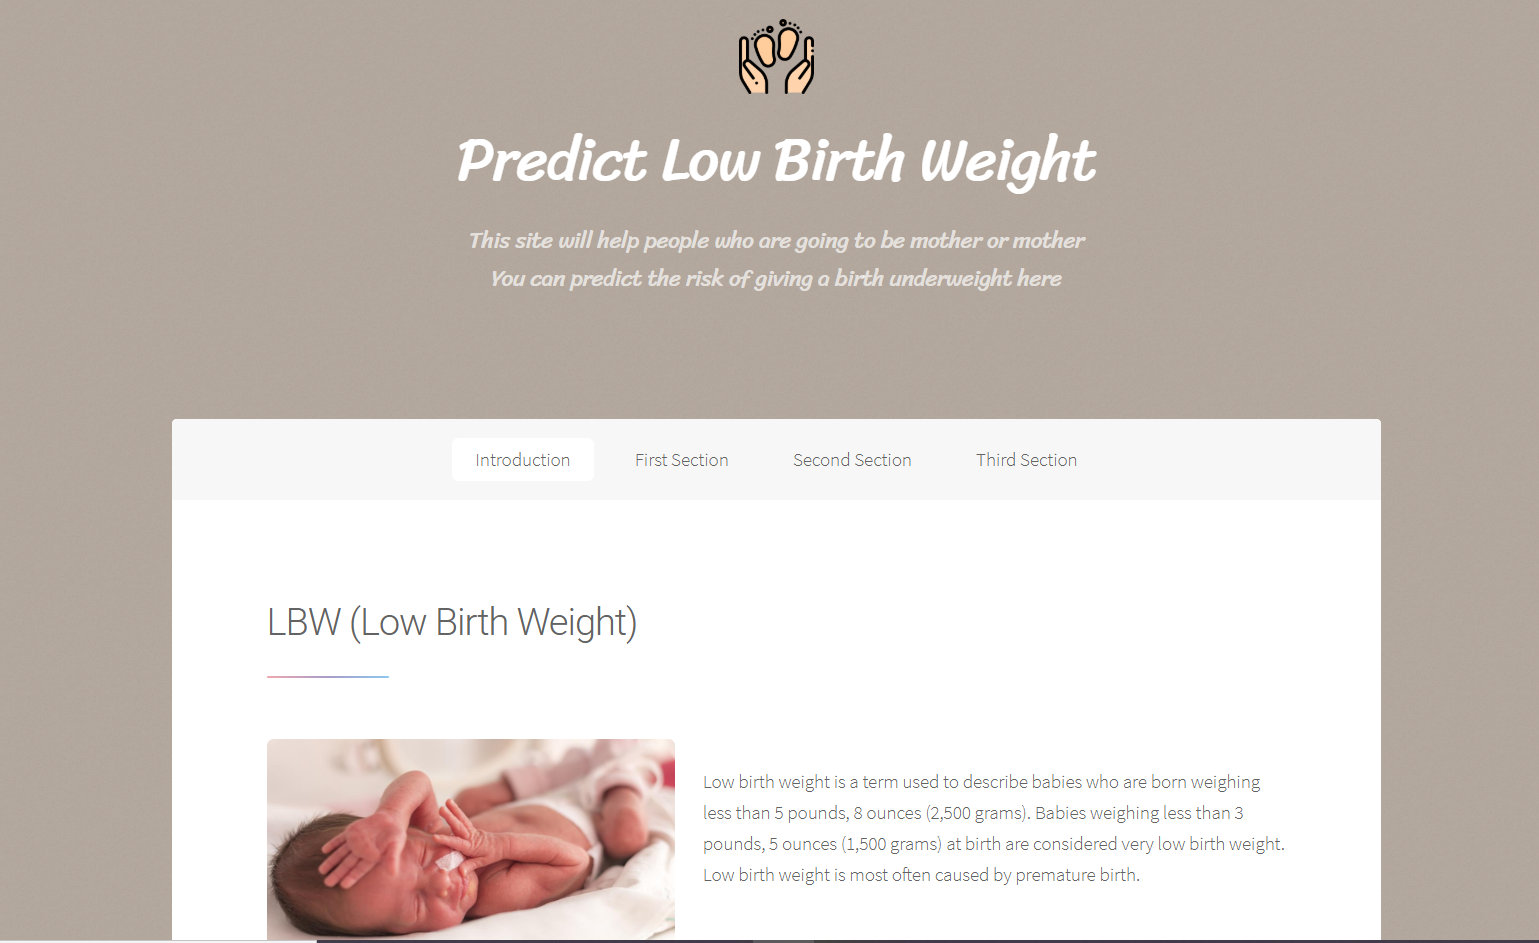 Predict Low Birth Weight
This site will help people who are going to be mother or mother
You can predict the risk of giving a birth underweight here
Introduction
First Section
Second Section
Third Section
LBW (Low Birth Weight)
Low birth weight is a term used to describe babies who are born weighing
less than 5 pounds, 8 ounces (2,500 grams). Babies weighing less than 3
pounds, 5 ounces (1,500 grams) at birth are considered very low birth weight.
Low birth weight is most often caused by premature birth.